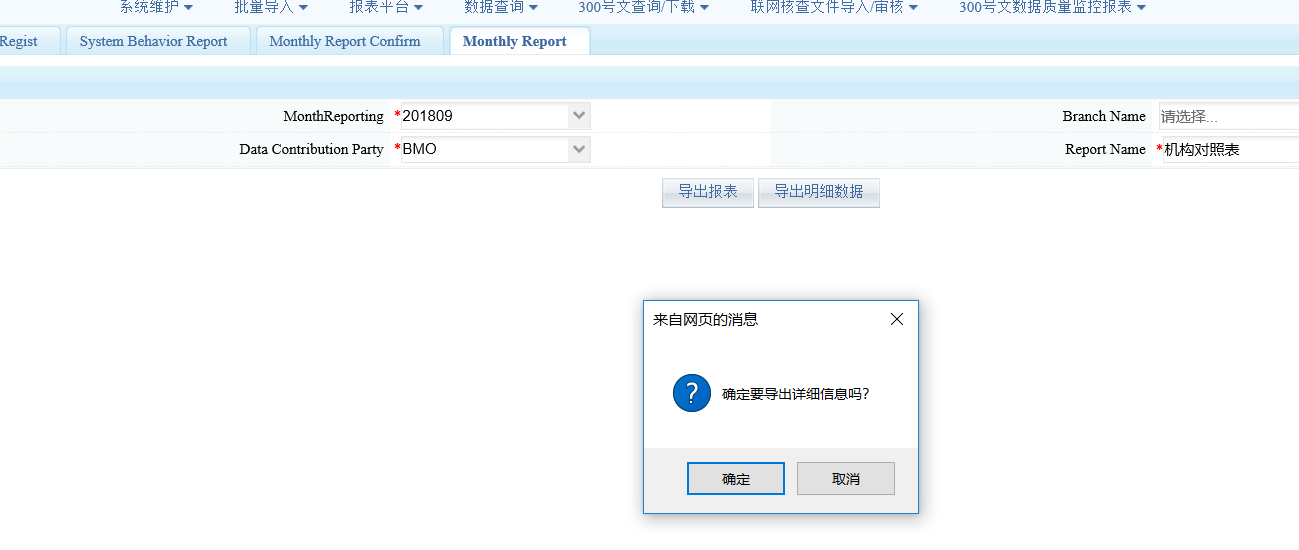 系统维护 批量导入 报表平台 数据查询 300号文查询/下载 联网核查文件导入/审核 300号文数据质量监控报表
Regist System Behavior Report Monthly Report Confirm Monthly Report
MonthReporting *201809 Branch Name 请选择...
Data Contribution Party *BMO Report Name *机构对照表
导出报表 导出明细数据
来自网页的消息
确定要导出详细信息吗?
确定 取消